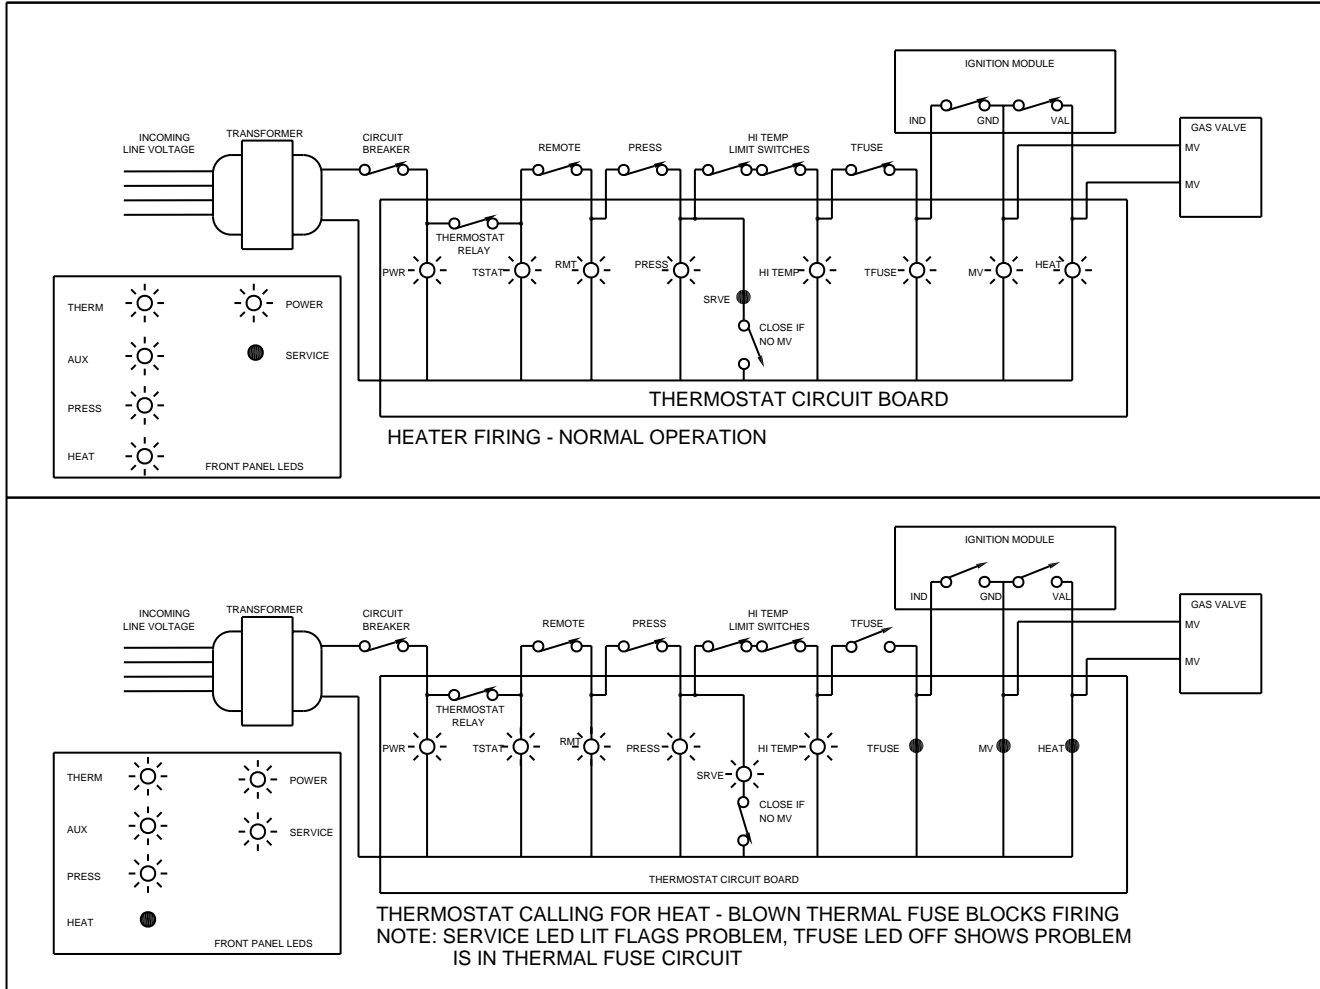 IGNITION MODULE
IND GND VAL
GAS VALVE
MV
MV
INCOMING
LINE VOLTAGE
TRANSFORMER
CIRCUIT
BREAKER
REMOTE
PRESS
HI TEMP
LIMIT SWITCHES
TFUSE
THERMOSTAT
RELAY
PWR
TSTAT
RMT
PRESS
HI TEMP
TFUSE
MV
HEAT
SRVE
CLOSE IF
NO MV
THERMOSTAT CIRCUIT BOARD
THERM
POWER
AUX
SERVICE
PRESS
HEAT
FRONT PANEL LEDS
HEATER FIRING - NORMAL OPERATION
IGNITION MODULE
IND GND VAL
GAS VALVE
MV
MV
INCOMING
LINE VOLTAGE
TRANSFORMER
CIRCUIT
BREAKER
REMOTE
PRESS
HI TEMP
LIMIT SWITCHES
TFUSE
THERMOSTAT
RELAY
PWR
TSTAT
RMT
PRESS
HI TEMP
TFUSE
MV
HEAT
SRVE
CLOSE IF
NO MV
THERMOSTAT CIRCUIT BOARD
THERM
POWER
AUX
SERVICE
PRESS
HEAT
FRONT PANEL LEDS
THERMOSTAT CALLING FOR HEAT - BLOWN THERMAL FUSE BLOCKS FIRING
NOTE: SERVICE LED LIT FLAGS PROBLEM, TFUSE LED OFF SHOWS PROBLEM
IS IN THERMAL FUSE CIRCUIT